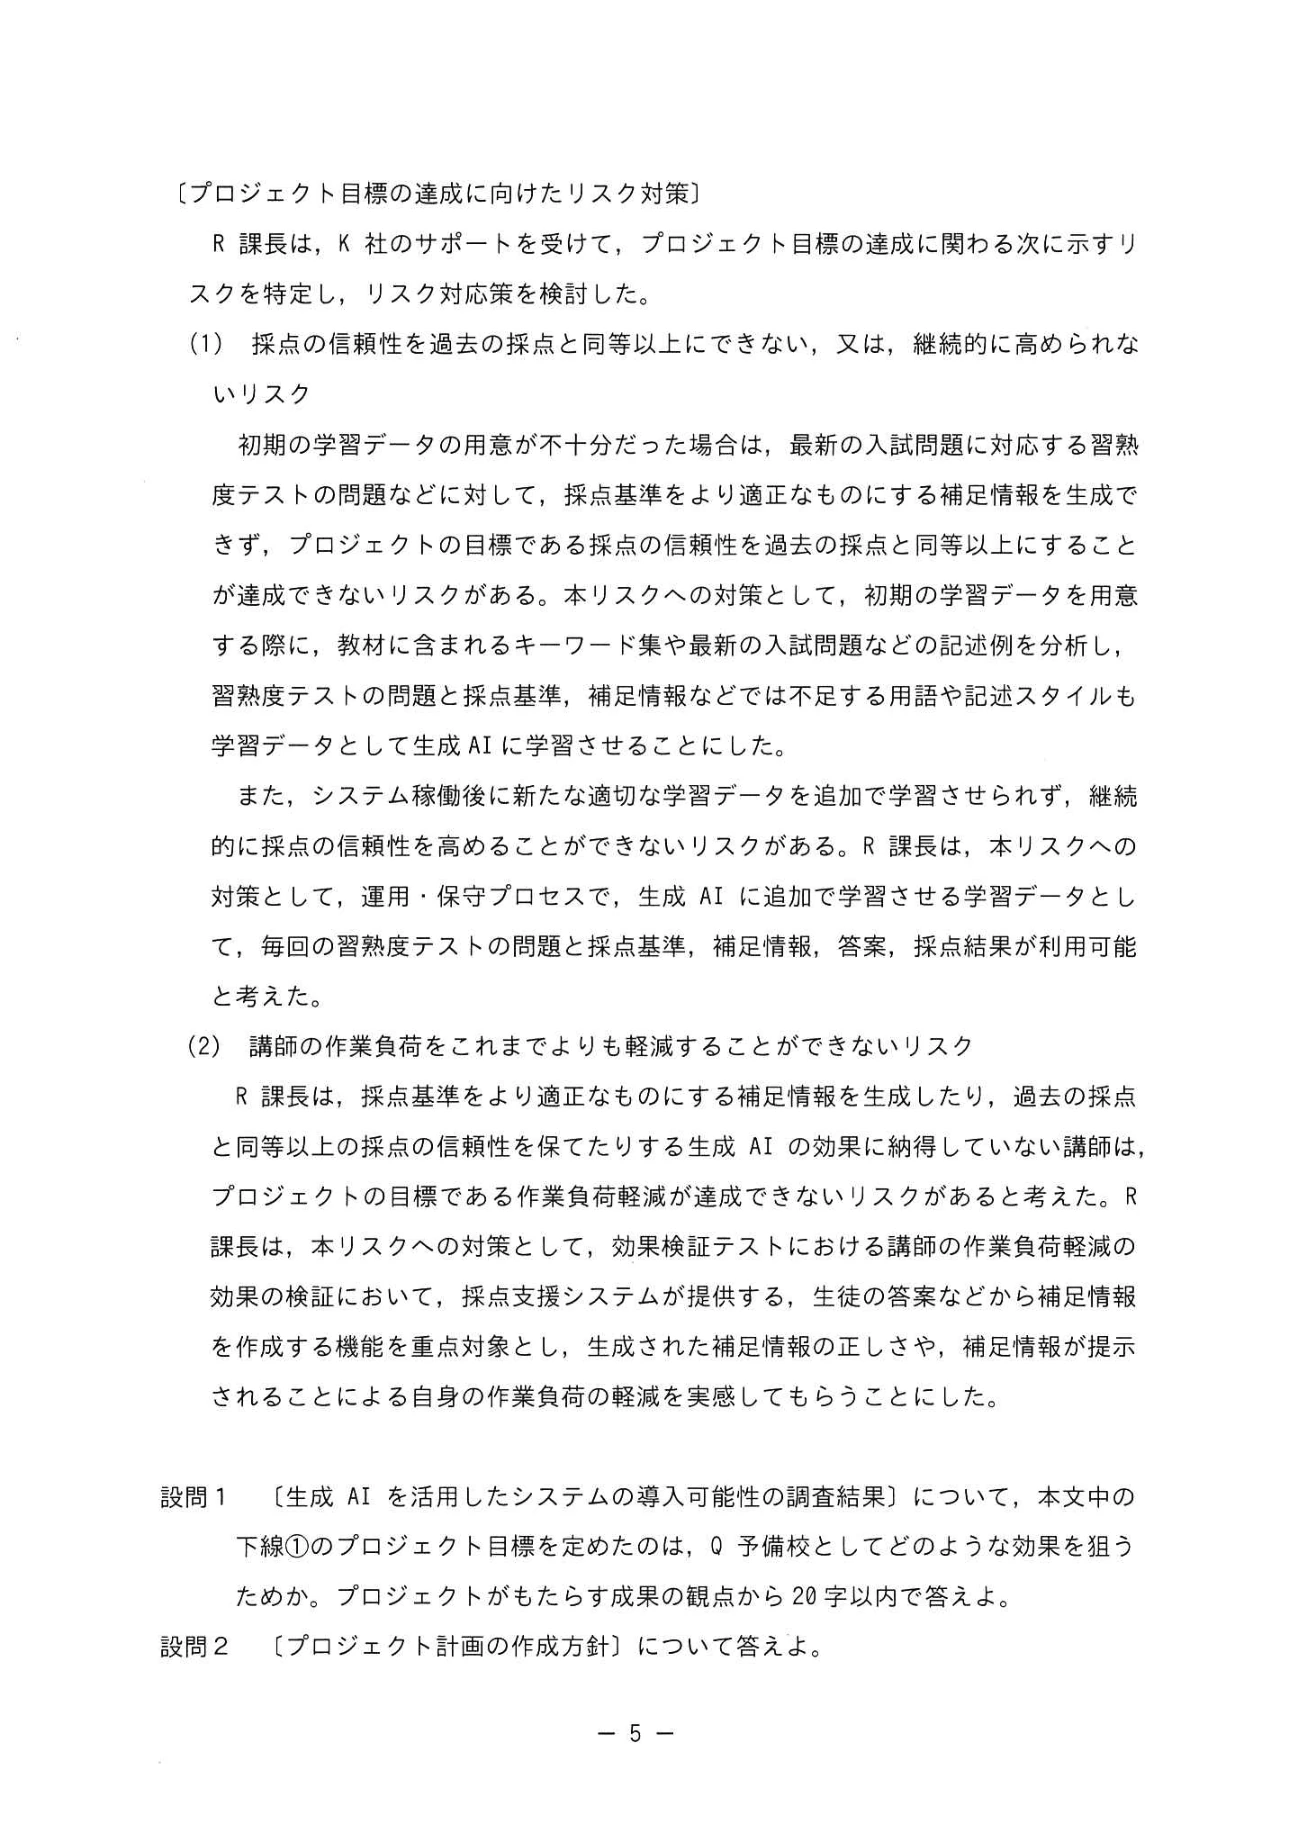 〔プロジェクト目標の達成に向けたリスク対策〕
R 課長は，K 社のサポートを受けて，プロジェクト目標の達成に関わる次に示すリ
スクを特定し，リスク対応策を検討した。
(1) 採点の信頼性を過去の採点と同等以上にできない，又は，継続的に高められな
いリスク
初期の学習データの用意が不十分だった場合は，最新の入試問題に対応する習熟
度テストの問題などに対して，採点基準をより適正なものにする補足情報を生成で
きず，プロジェクトの目標である採点の信頼性を過去の採点と同等以上にすること
が達成できないリスクがある。本リスクへの対策として，初期の学習データを用意
する際に，教材に含まれるキーワード集や最新の入試問題などの記述例を分析し，
習熟度テストの問題と採点基準，補足情報などでは不足する用語や記述スタイルも
学習データとして生成 AI に学習させることにした。
また，システム稼働後に新たな適切な学習データを追加で学習させられず，継続
的に採点の信頼性を高めることができないリスクがある。R 課長は，本リスクへの
対策として，運用・保守プロセスで，生成 AI に追加で学習させる学習データとし
て，毎回の習熟度テストの問題と採点基準，補足情報，答案，採点結果が利用可能
と考えた。
(2) 講師の作業負荷をこれまでよりも軽減することができないリスク
R 課長は，採点基準をより適正なものにする補足情報を生成したり，過去の採点
と同等以上の採点の信頼性を保てたりする生成 AI の効果に納得していない講師は，
プロジェクトの目標である作業負荷軽減が達成できないリスクがあると考えた。R
課長は，本リスクへの対策として，効果検証テストにおける講師の作業負荷軽減の
効果の検証において，採点支援システムが提供する，生徒の答案などから補足情報
を作成する機能を重点対象とし，生成された補足情報の正しさや，補足情報が提示
されることによる自身の作業負荷の軽減を実感してもらうことにした。
設問１ 〔生成 AI を活用したシステムの導入可能性の調査結果〕について，本文中の
下線①のプロジェクト目標を定めたのは，Q 予備校としてどのような効果を狙う
ためか。プロジェクトがもたらす成果の観点から 20 字以内で答えよ。
設問２ 〔プロジェクト計画の作成方針〕について答えよ。
－ 5 －